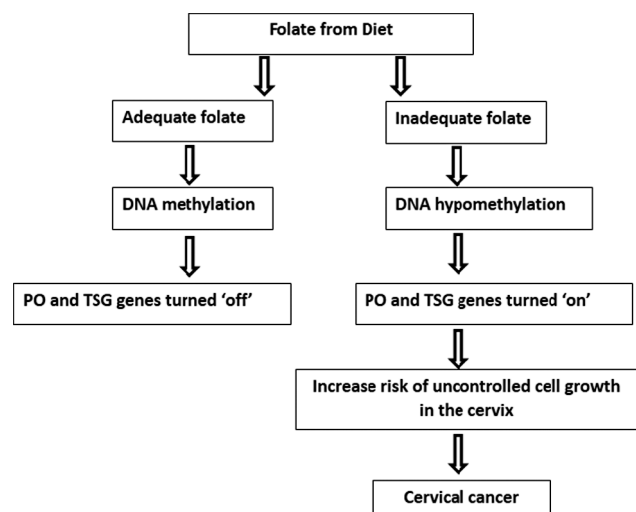 Folate from Diet
Adequate folate
Inadequate folate
DNA methylation
DNA hypomethylation
PO and TSG genes turned ‘off’
PO and TSG genes turned ‘on’
Increase risk of uncontrolled cell growth
in the cervix
Cervical cancer